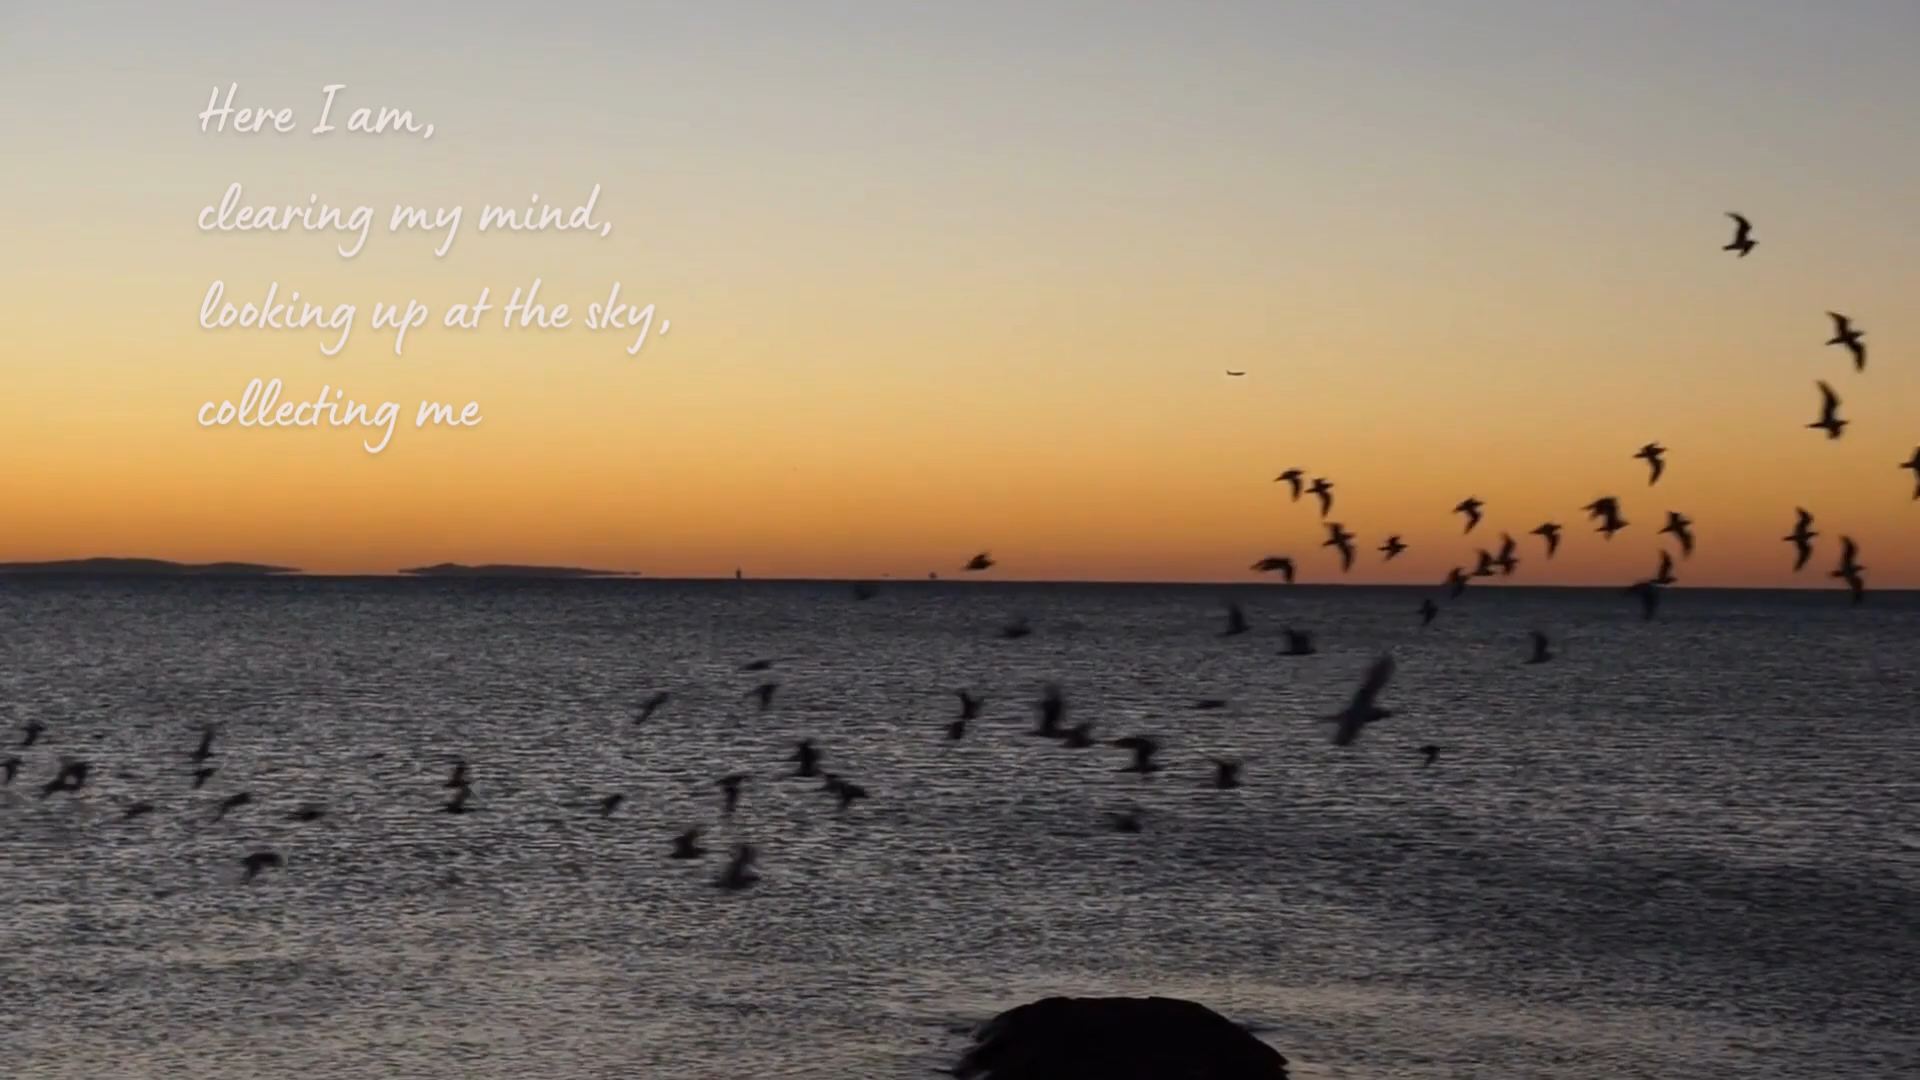 Here I am,
clearing my mind,
looking up at the sky,
collecting me